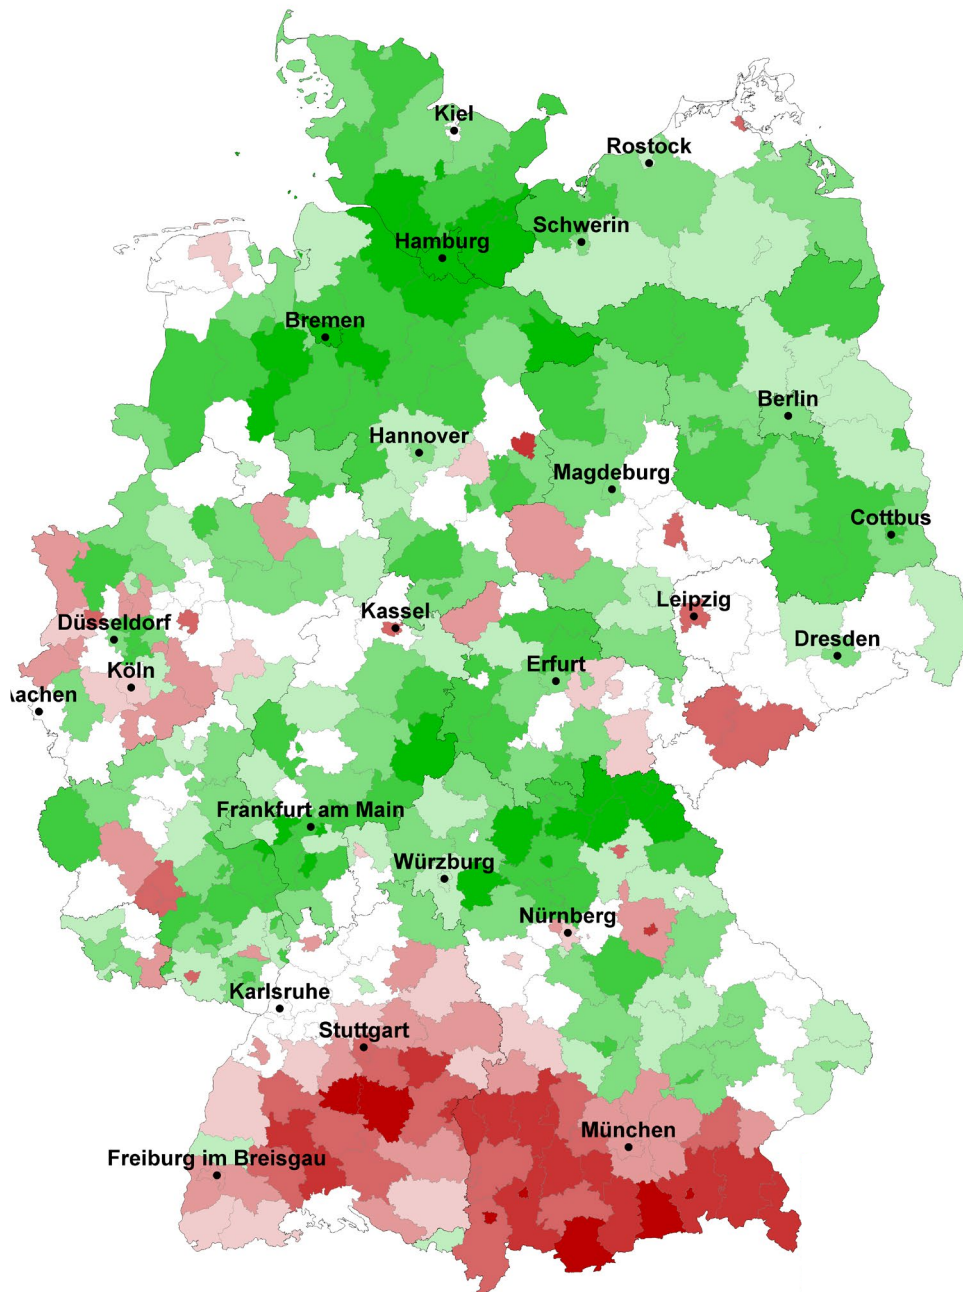 Kiel
Rostock
Schwerin
Hamburg
Bremen
Berlin
Hannover
Magdeburg
Cottbus
Leipzig
Kassel
Düsseldorf
Dresden
Erfurt
Köln
Aachen
Frankfurt am Main
Würzburg
Nürnberg
Karlsruhe
Stuttgart
München
Freiburg im Breisgau